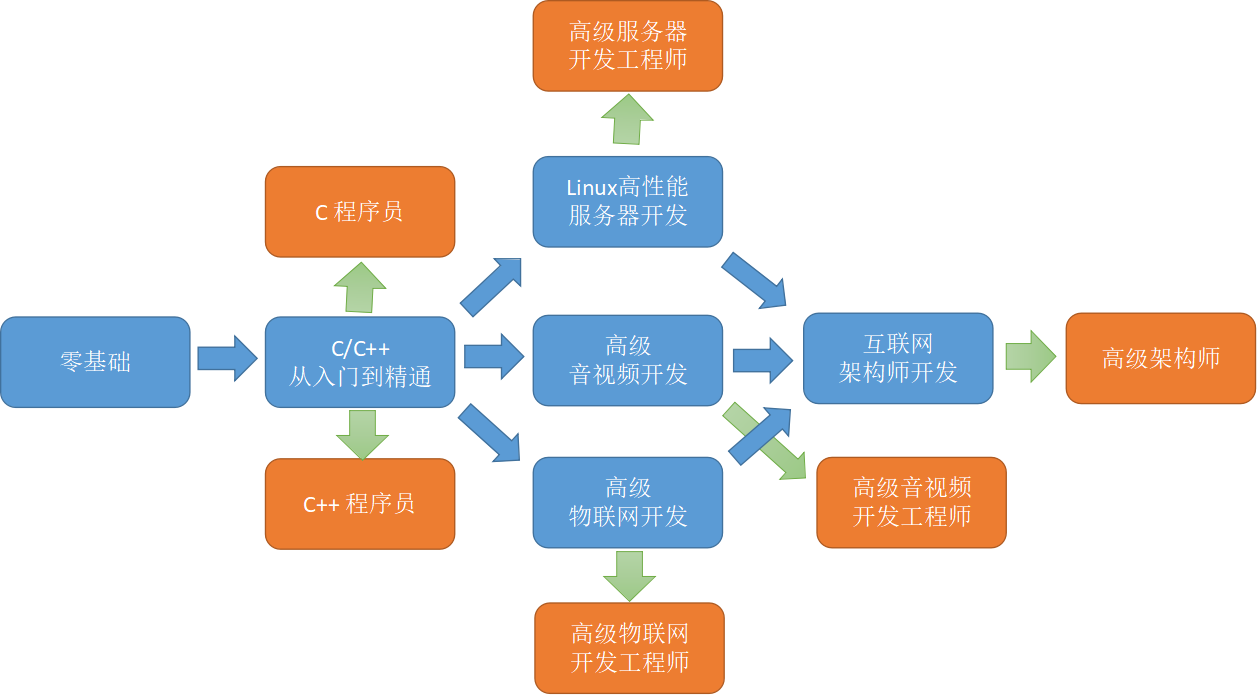 高级服务器
开发工程师
Linux高性能
服务器开发
C 程序员
零基础
C/C++
从入门到精通
高级
音视频开发
互联网
架构师开发
高级架构师
C++ 程序员
高级
物联网开发
高级音视频
开发工程师
高级物联网
开发工程师